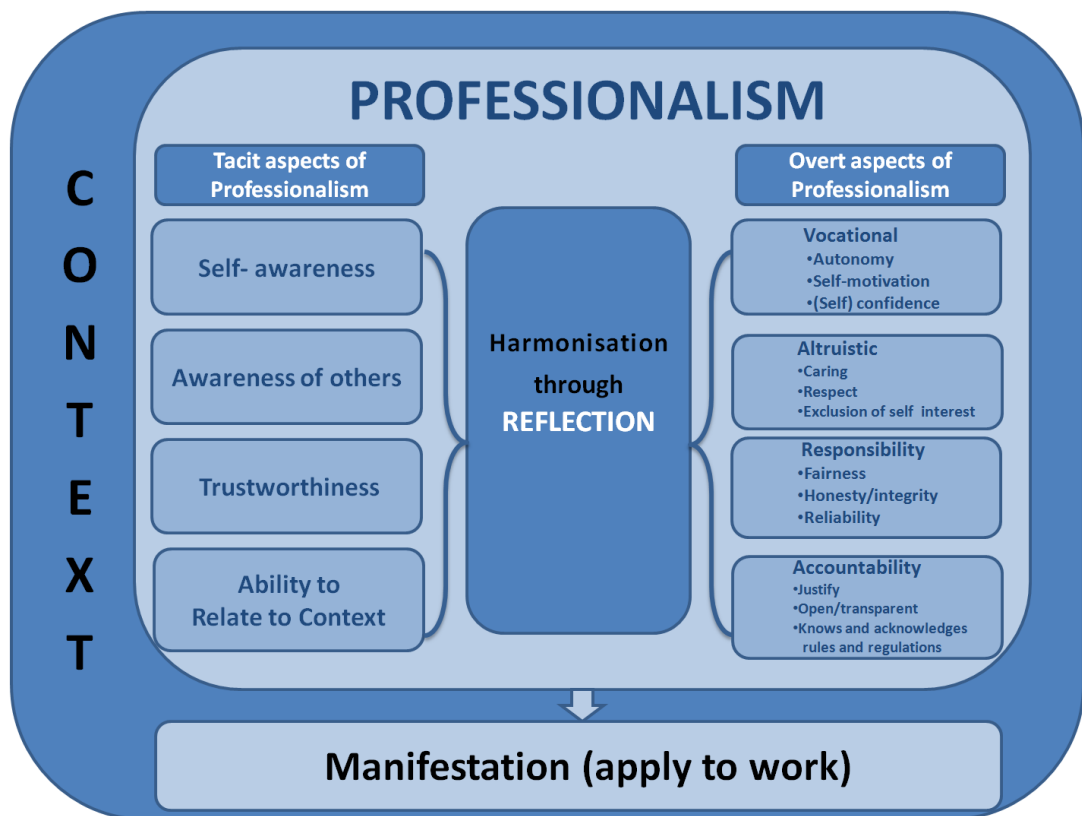 PROFESSIONALISM
CONTEXT
Tacit aspects of
Professionalism
Self- awareness
Awareness of others
Trustworthiness
Ability to
Relate to Context
Harmonisation
through
REFLECTION
Overt aspects of
Professionalism
Vocational
•Autonomy
•Self-motivation
•(Self) confidence
Altruistic
•Caring
•Respect
•Exclusion of self interest
Responsibility
•Fairness
•Honesty/integrity
•Reliability
Accountability
•Justify
•Open/transparent
•Knows and acknowledges
rules and regulations
Manifestation (apply to work)